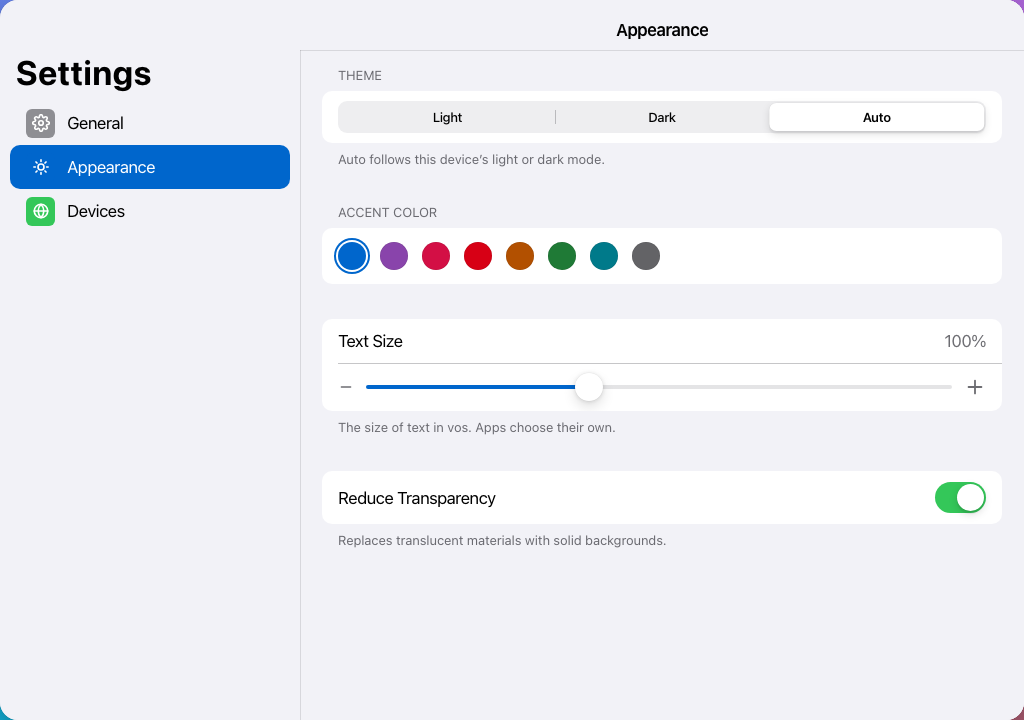 Appearance
Settings
General
Appearance
Devices
THEME
Light Dark Auto
Auto follows this device's light or dark mode.
ACCENT COLOR
Text Size 100%
The size of text in vos. Apps choose their own.
Reduce Transparency
Replaces translucent materials with solid backgrounds.